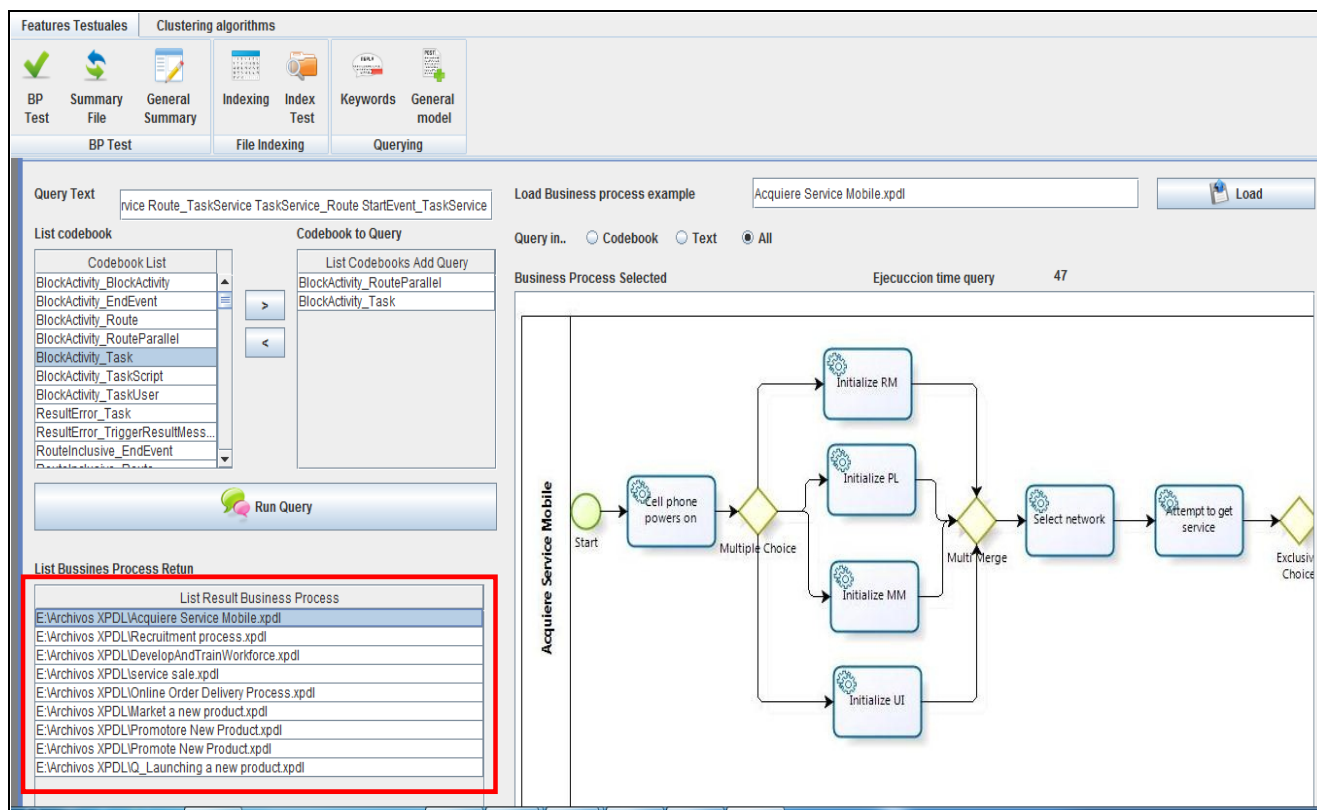 Features Testuales Clustering algorithms
BP Test
Summary File
General Summary
Indexing
Index Test
Keywords
General model
BP Test
File Indexing
Querying
Query Text
rvice Route_TaskService TaskService_Route StartEvent_TaskService
Load Business process example
Acquiere Service Mobile.xpdl
Load
List codebook
Codebook to Query
Query in.. Codebook Text All
Codebook List
BlockActivity_BlockActivity
BlockActivity_EndEvent
BlockActivity_Route
BlockActivity_RouteParallel
BlockActivity_Task
BlockActivity_TaskScript
BlockActivity_TaskUser
ResultError_Task
ResultError_TriggerResultMess...
RouteInclusive_EndEvent
RouteInclusive_Route
>
<
List Codebooks Add Query
BlockActivity_RouteParallel
BlockActivity_Task
Run Query
Business Process Selected
Ejecuccion time query 47
Acquiere Service Mobile
Start
Cell phone
powers on
Multiple Choice
Initialize RM
Initialize PL
Initialize MM
Initialize UI
Multi Merge
Select network
Attempt to get
service
Exclusiv
Choice
List Bussines Process Retun
List Result Business Process
E:\Archivos XPDL\Acquiere Service Mobile.xpdl
E:\Archivos XPDL\Recruitment process.xpdl
E:\Archivos XPDL\DevelopAndTrainWorkforce.xpdl
E:\Archivos XPDL\service sale.xpdl
E:\Archivos XPDL\Online Order Delivery Process.xpdl
E:\Archivos XPDL\Market a new product.xpdl
E:\Archivos XPDL\Promotore New Product.xpdl
E:\Archivos XPDL\Promote New Product.xpdl
E:\Archivos XPDL\Q_Launching a new product.xpdl